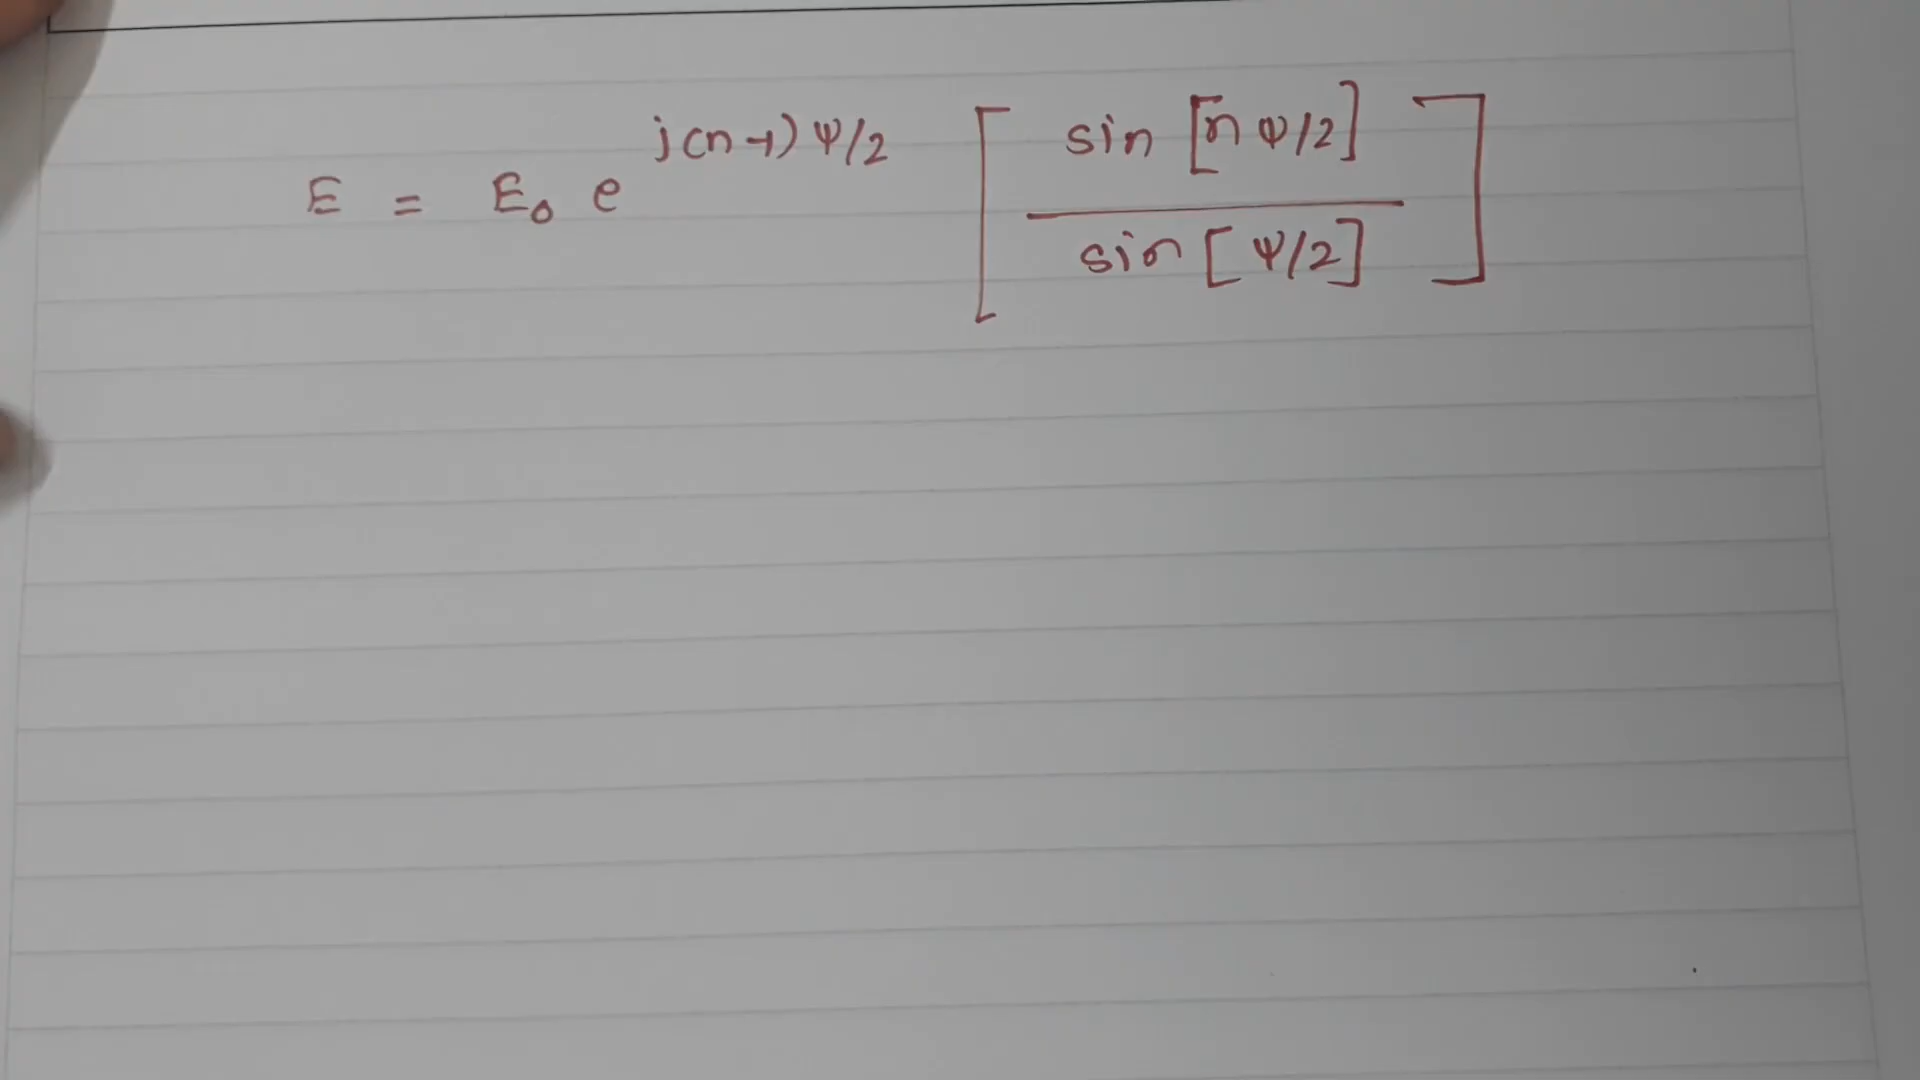 E = E₀ e^{j(n-1)ψ/2} [ sin [nψ/2] / sin [ψ/2] ]